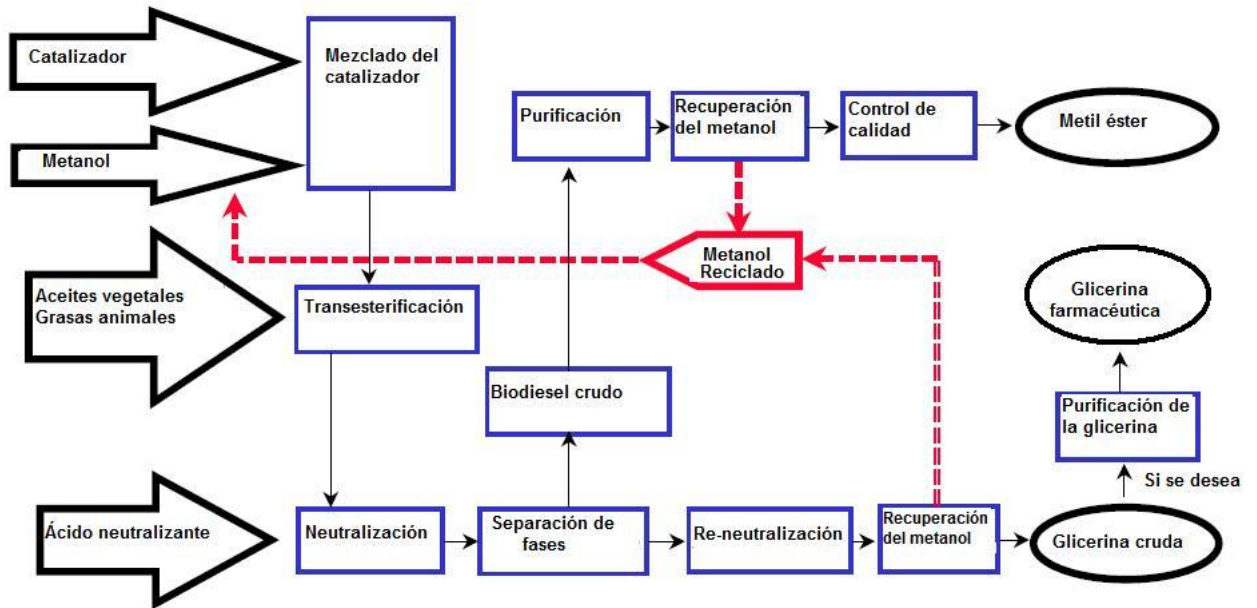 Catalizador
Mezclado del
catalizador
Metanol
Purificación
Recuperación
del metanol
Control de
calidad
Metil éster
Metanol
Reciclado
Aceites vegetales
Grasas animales
Transesterificación
Glicerina
farmacéutica
Biodiesel crudo
Purificación de
la glicerina
Si se desea
Ácido neutralizante
Neutralización
Separación de
fases
Re-neutralización
Recuperación
del metanol
Glicerina cruda